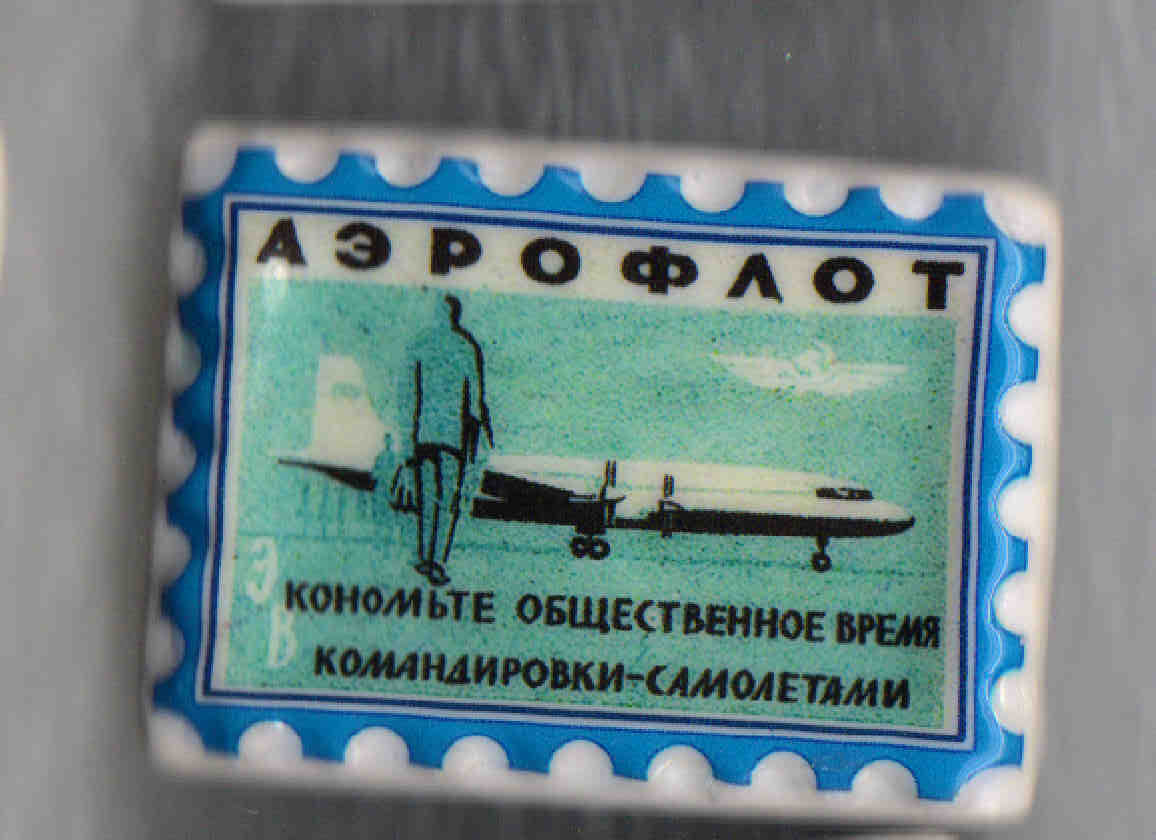 АЭРОФЛОТ
ЭКОНОМЬТЕ ОБЩЕСТВЕННОЕ ВРЕМЯ
В КОМАНДИРОВКИ-САМОЛЕТАМИ